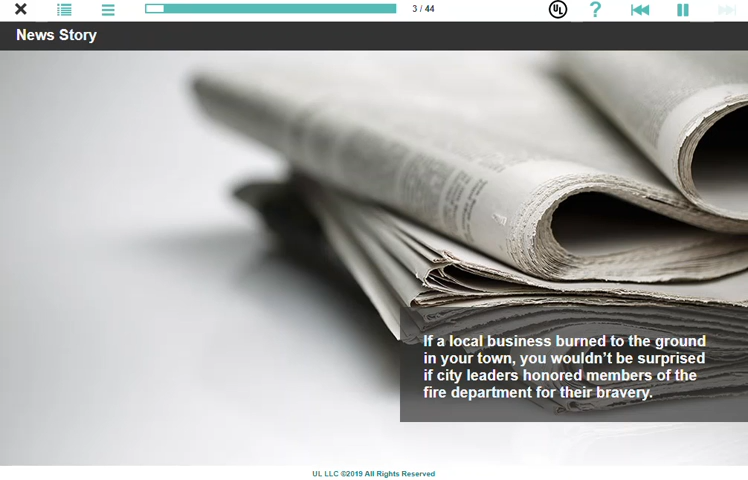 3 / 44
UL
?
News Story
If a local business burned to the ground
in your town, you wouldn’t be surprised
if city leaders honored members of the
fire department for their bravery.
UL LLC ©2019 All Rights Reserved